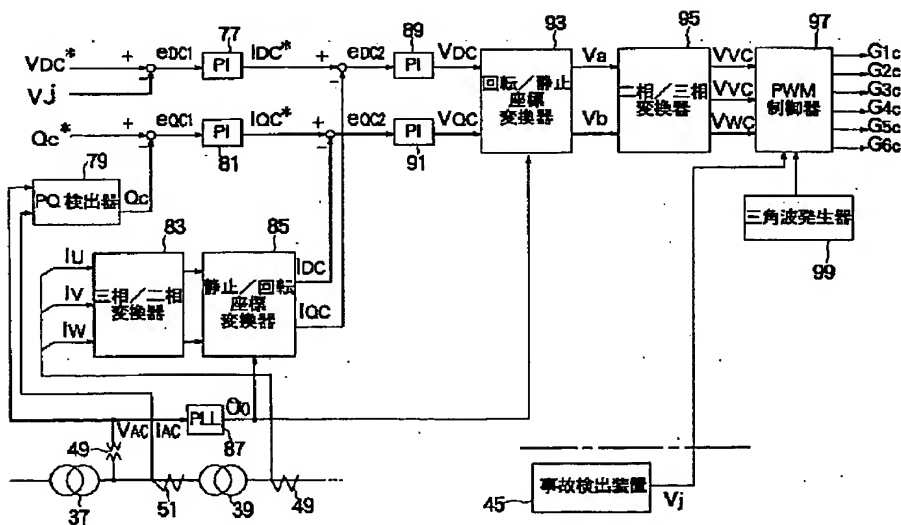 93
95
97
77
89
VDC*
+
eDC1
PI
IDC*
+
eDC2
PI
VDC
回転/静止
座標
変換器
Va
二相/三相
変換器
VVC
PWM
制御器
G1c
G2c
G3c
G4c
G5c
G6c
Vj
-
-
VVC
Qc*
+
eQC1
PI
IQC*
+
eQC2
PI
VQC
Vb
VWC
-
81
-
91
79
PQ検出器
Qc
83
85
三角波発生器
99
IU
IV
IW
三相/二相
変換器
静止/回転
座標
変換器
IDC
IQC
PLL
87
VAC
IAC
49
37
51
39
49
45
事故検出装置
Vj